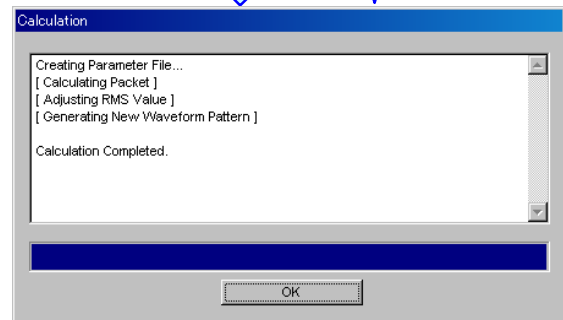 Calculation
Creating Parameter File...
[ Calculating Packet ]
[ Adjusting RMS Value ]
[ Generating New Waveform Pattern ]
Calculation Completed.
OK